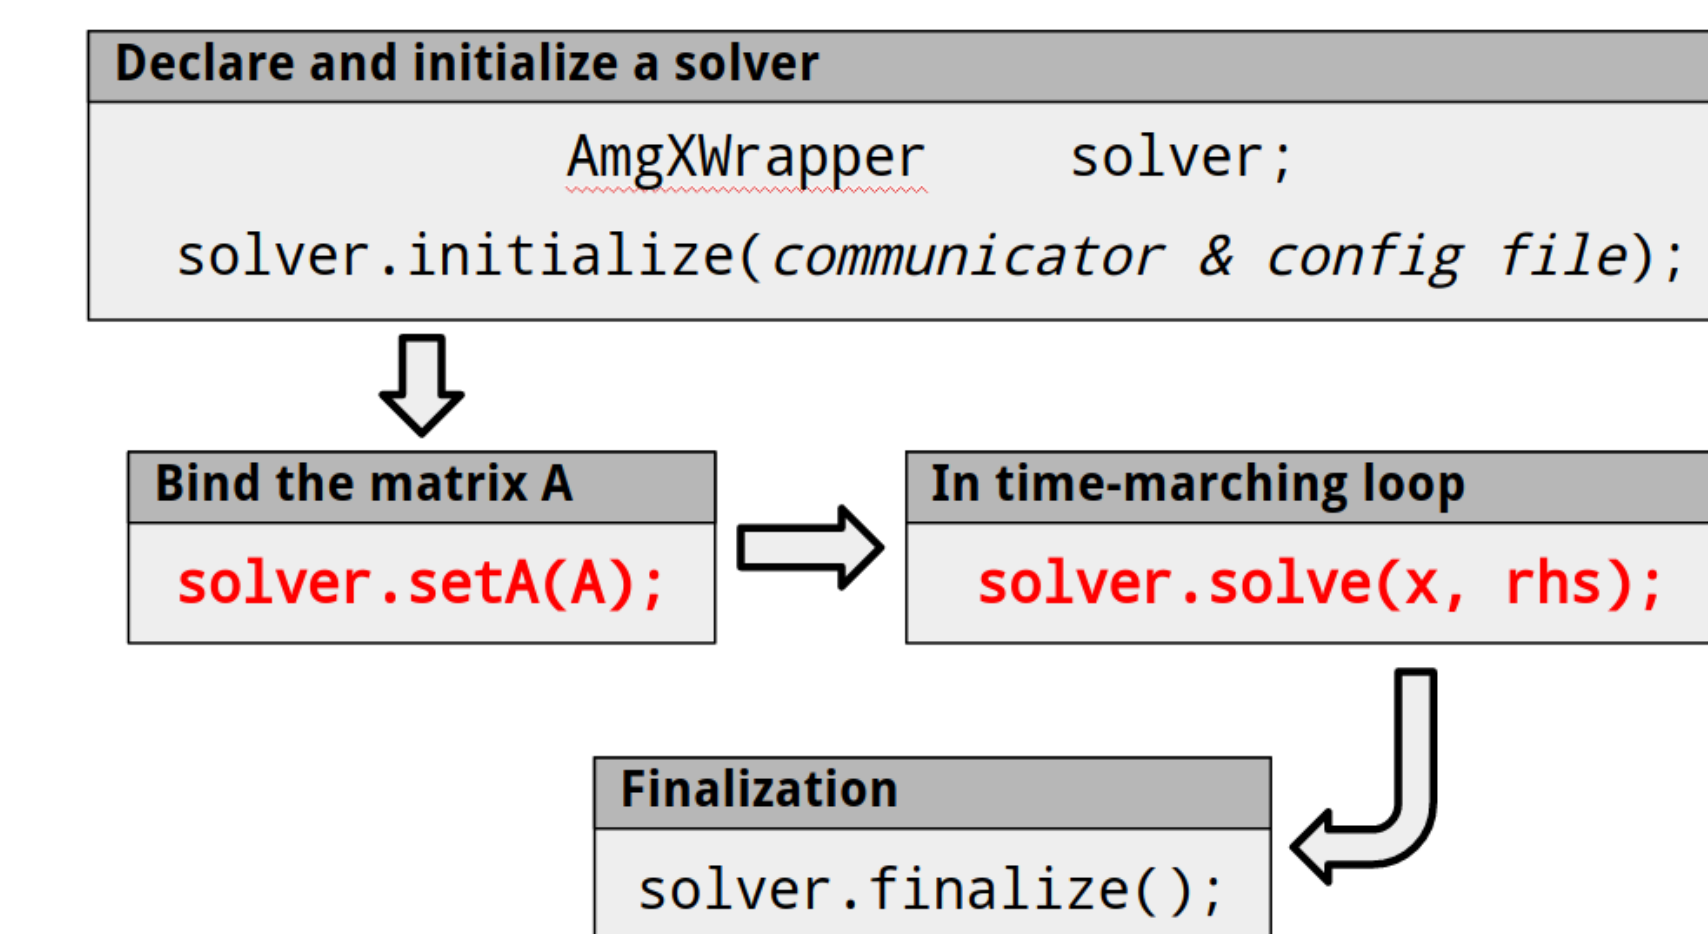 Declare and initialize a solver
AmgXWrapper solver;
solver.initialize(communicator & config file);
Bind the matrix A
solver.setA(A);
In time-marching loop
solver.solve(x, rhs);
Finalization
solver.finalize();